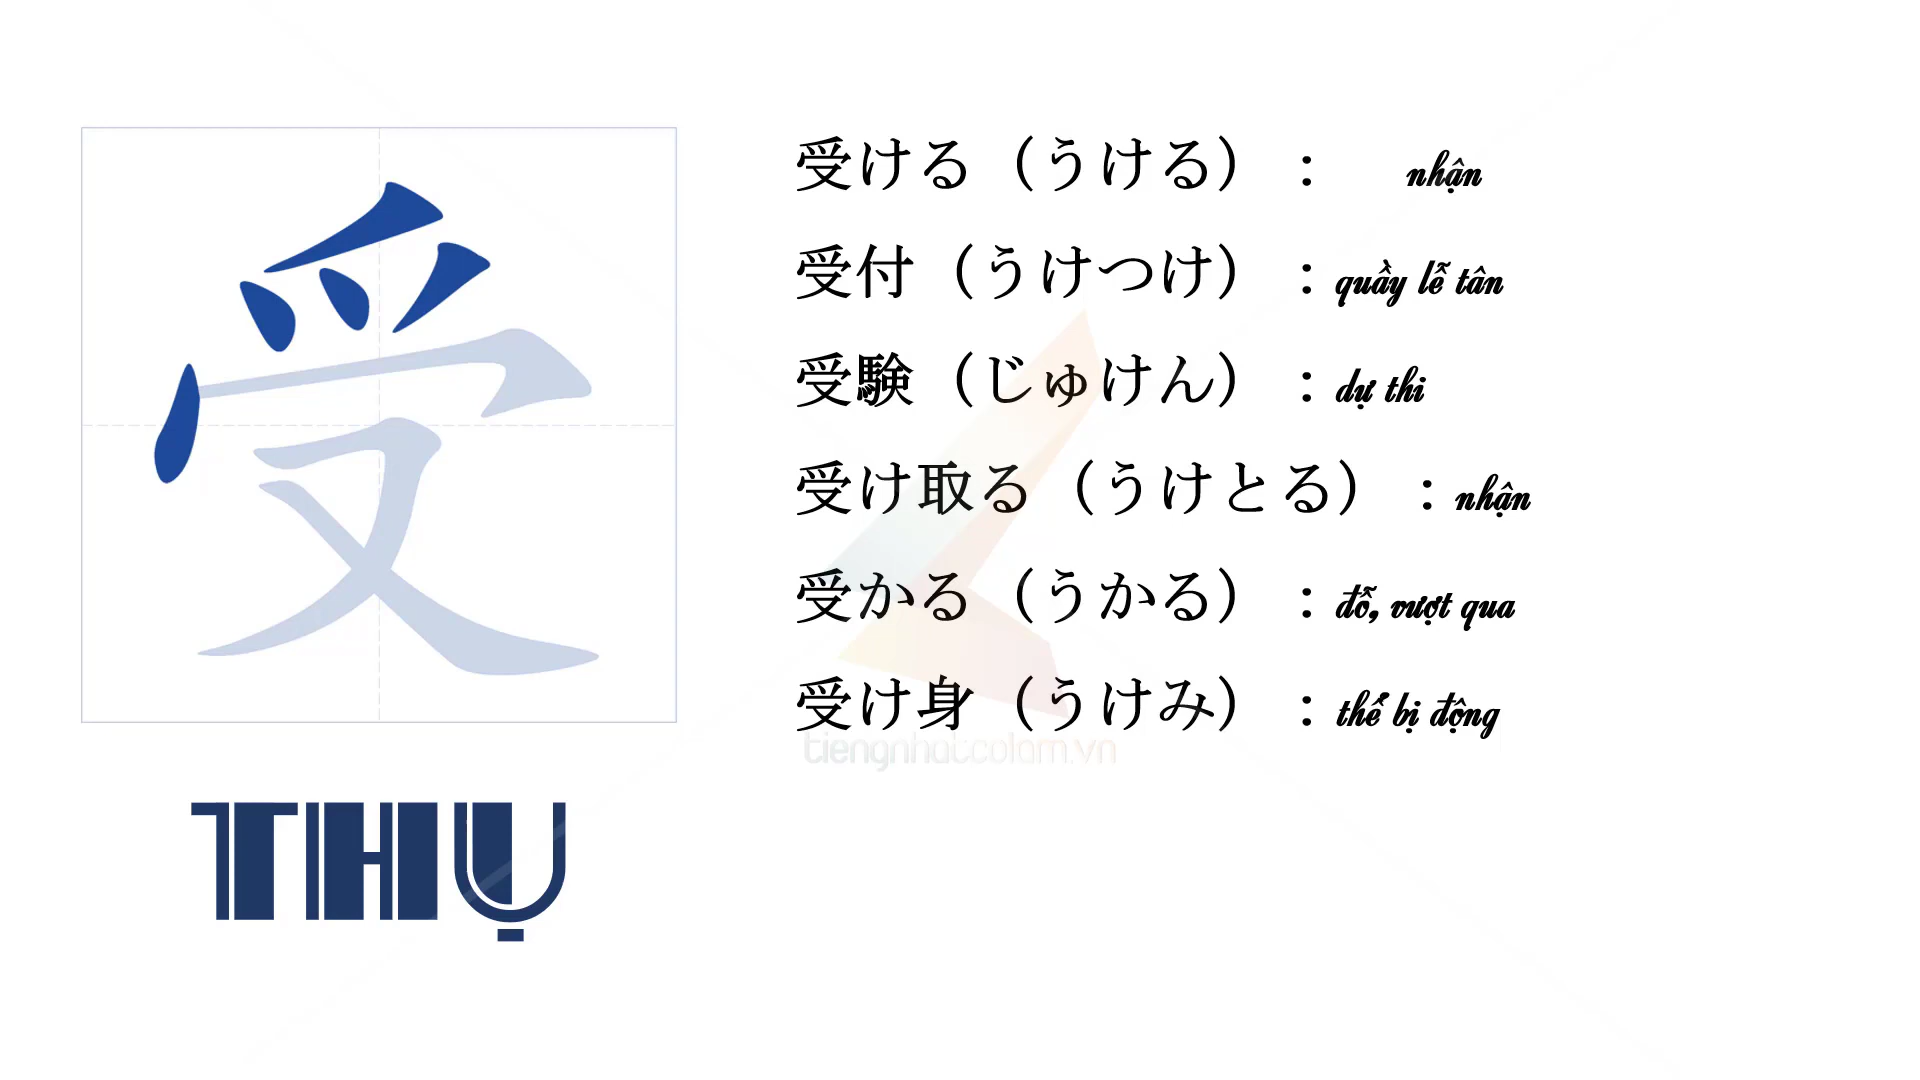 受
THỤ
受ける（うける）： nhận
受付（うけつけ）：quầy lễ tân
受験（じゅけん）：dự thi
受け取る（うけとる）：nhận
受かる（うかる）：đỗ, vượt qua
受け身（うけみ）：thế bị động
tiengnhatcolam.vn